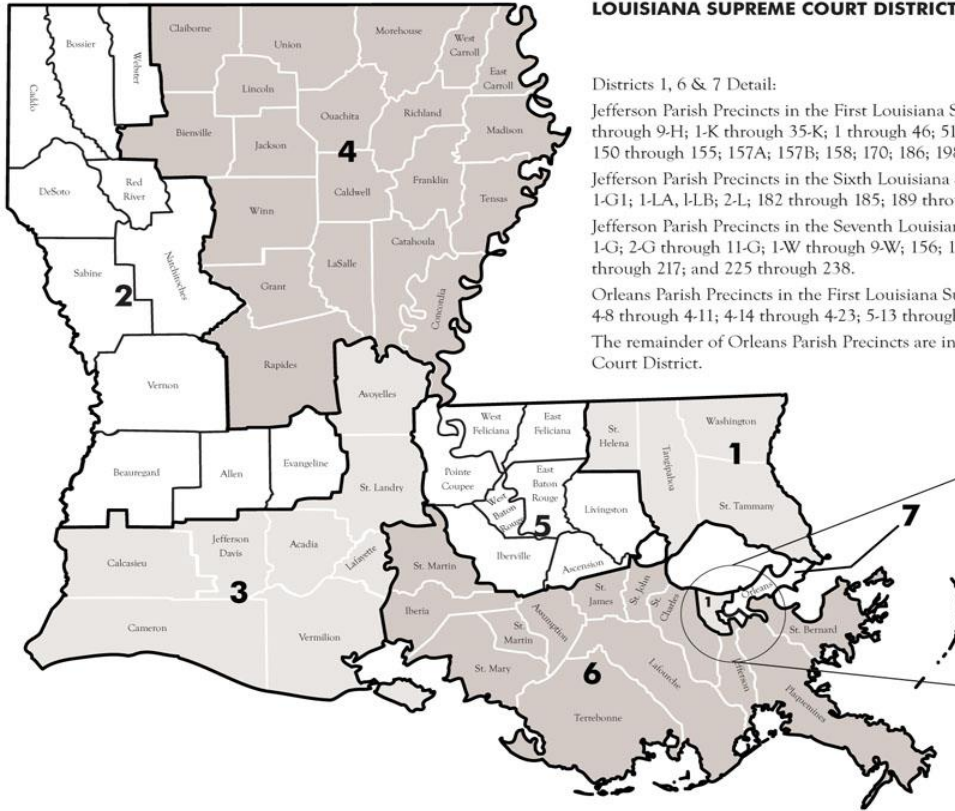 LOUISIANA SUPREME COURT DISTRICT
Districts 1, 6 & 7 Detail:
Jefferson Parish Precincts in the First Louisiana S
through 9-H; 1-K through 35-K; 1 through 46; 51
150 through 155; 157A; 157B; 158; 170; 186; 198
Jefferson Parish Precincts in the Sixth Louisiana
1-G1; 1-LA, 1-LB; 2-L; 182 through 185; 189 throu
Jefferson Parish Precincts in the Seventh Louisian
1-G; 2-G through 11-G; 1-W through 9-W; 156; 1
through 217; and 225 through 238.
Orleans Parish Precincts in the First Louisiana Su
4-8 through 4-11; 4-14 through 4-23; 5-13 through
The remainder of Orleans Parish Precincts are in
Court District.
Caddo
Bossier
Webster
Claiborne
Union
Morehouse
West
Carroll
East
Carroll
Lincoln
Bienville
Jackson
Ouachita
Richland
Madison
4
DeSoto
Red
River
Winn
Caldwell
Franklin
Tensas
Sabine
2
Natchitoches
Grant
LaSalle
Catahoula
Concordia
Vernon
Rapides
Avoyelles
Beauregard
Allen
Evangeline
St. Landry
West
Feliciana
East
Feliciana
St.
Helena
Tangipahoa
Washington
1
Pointe
Coupee
West
Baton
Rouge
East
Baton
Rouge
5
Livingston
St. Tammany
7
Calcasieu
Jefferson
Davis
Acadia
Lafayette
3
St. Martin
Iberville
Ascension
Cameron
Vermilion
Iberia
St.
Martin
St. Mary
Assumption
St.
James
St. John
St.
Charles
1
Orleans
St. Bernard
6
Lafourche
Jefferson
Plaquemines
Terrebonne